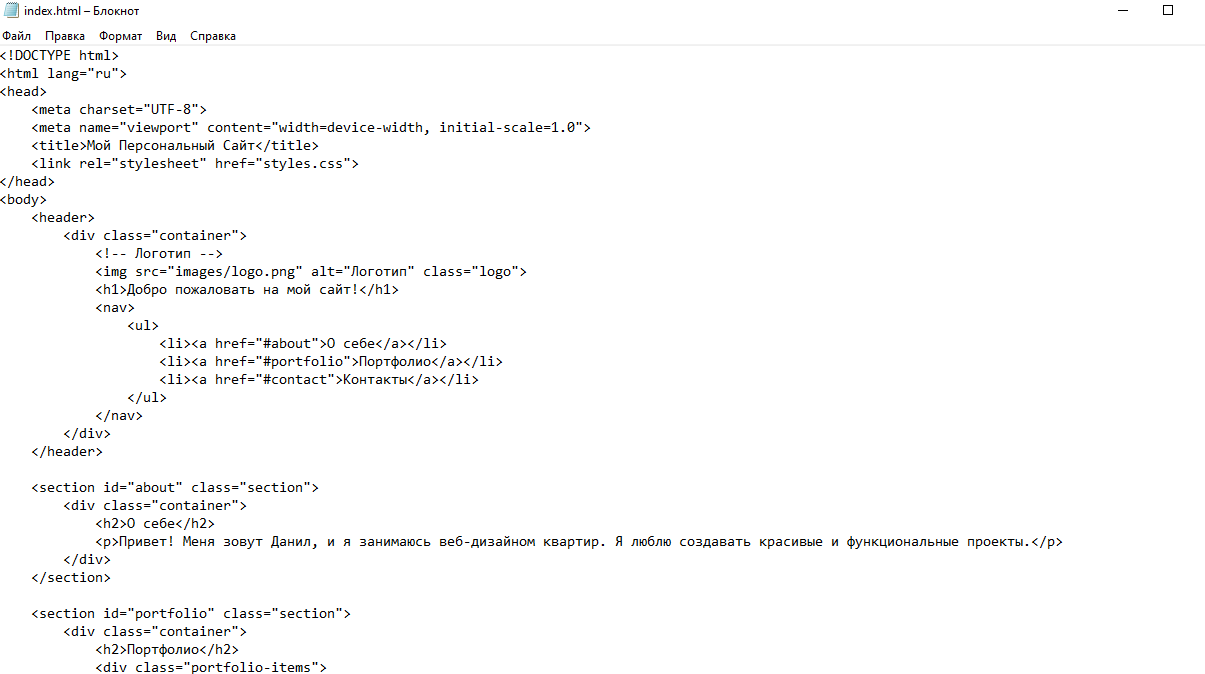 index.html – Блокнот
Файл Правка Формат Вид Справка
<!DOCTYPE html>
<html lang="ru">
<head>
    <meta charset="UTF-8">
    <meta name="viewport" content="width=device-width, initial-scale=1.0">
    <title>Мой Персональный Сайт</title>
    <link rel="stylesheet" href="styles.css">
</head>
<body>
    <header>
        <div class="container">
            <!-- Логотип -->
            <img src="images/logo.png" alt="Логотип" class="logo">
            <h1>Добро пожаловать на мой сайт!</h1>
            <nav>
                <ul>
                    <li><a href="#about">О себе</a></li>
                    <li><a href="#portfolio">Портфолио</a></li>
                    <li><a href="#contact">Контакты</a></li>
                </ul>
            </nav>
        </div>
    </header>

    <section id="about" class="section">
        <div class="container">
            <h2>О себе</h2>
            <p>Привет! Меня зовут Данил, и я занимаюсь веб-дизайном квартир. Я люблю создавать красивые и функциональные проекты.</p>
        </div>
    </section>

    <section id="portfolio" class="section">
        <div class="container">
            <h2>Портфолио</h2>
            <div class="portfolio-items">